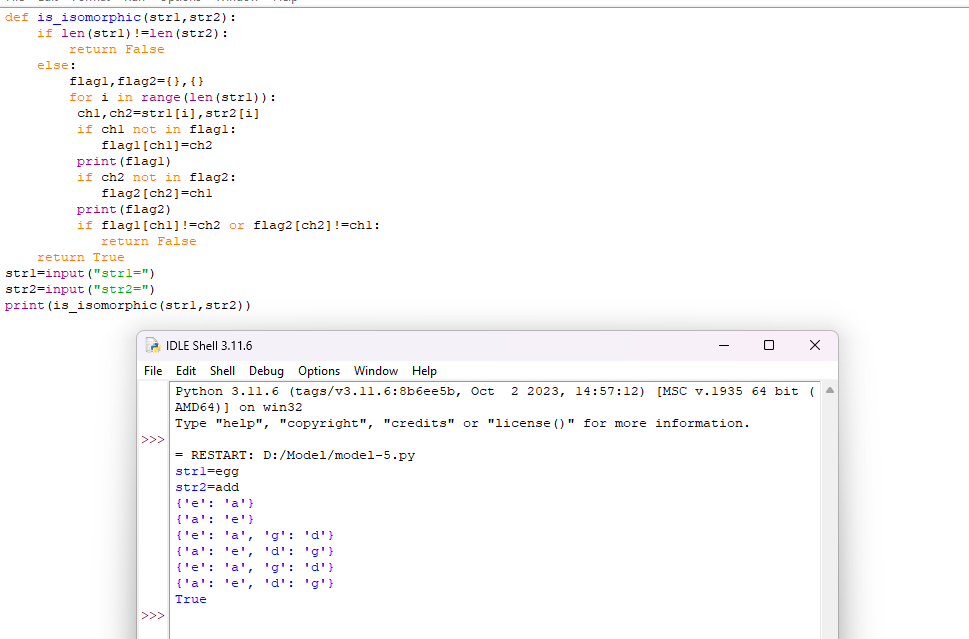 def is_isomorphic(str1,str2):
    if len(str1)!=len(str2):
        return False
    else:
        flag1,flag2={},{}
        for i in range(len(str1)):
         ch1,ch2=str1[i],str2[i]
         if ch1 not in flag1:
            flag1[ch1]=ch2
         print(flag1)
         if ch2 not in flag2:
            flag2[ch2]=ch1
         print(flag2)
         if flag1[ch1]!=ch2 or flag2[ch2]!=ch1:
            return False
    return True
str1=input("str1=")
str2=input("str2=")
print(is_isomorphic(str1,str2))
IDLE Shell 3.11.6
File Edit Shell Debug Options Window Help
Python 3.11.6 (tags/v3.11.6:8b6ee5b, Oct  2 2023, 14:57:12) [MSC v.1935 64 bit (
AMD64)] on win32
Type "help", "copyright", "credits" or "license()" for more information.
>>>
= RESTART: D:/Model/model-5.py
str1=egg
str2=add
{'e': 'a'}
{'a': 'e'}
{'e': 'a', 'g': 'd'}
{'a': 'e', 'd': 'g'}
{'e': 'a', 'g': 'd'}
{'a': 'e', 'd': 'g'}
True
>>>